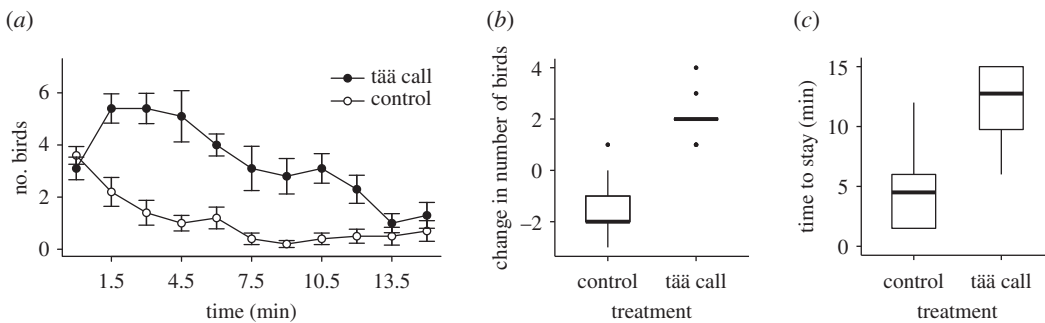 (a)
no. birds
6
4
2
0
tää call
control
1.5 4.5 7.5 10.5 13.5
time (min)
(b)
change in number of birds
4
2
0
–2
control tää call
treatment
(c)
time to stay (min)
15
10
5
0
control tää call
treatment